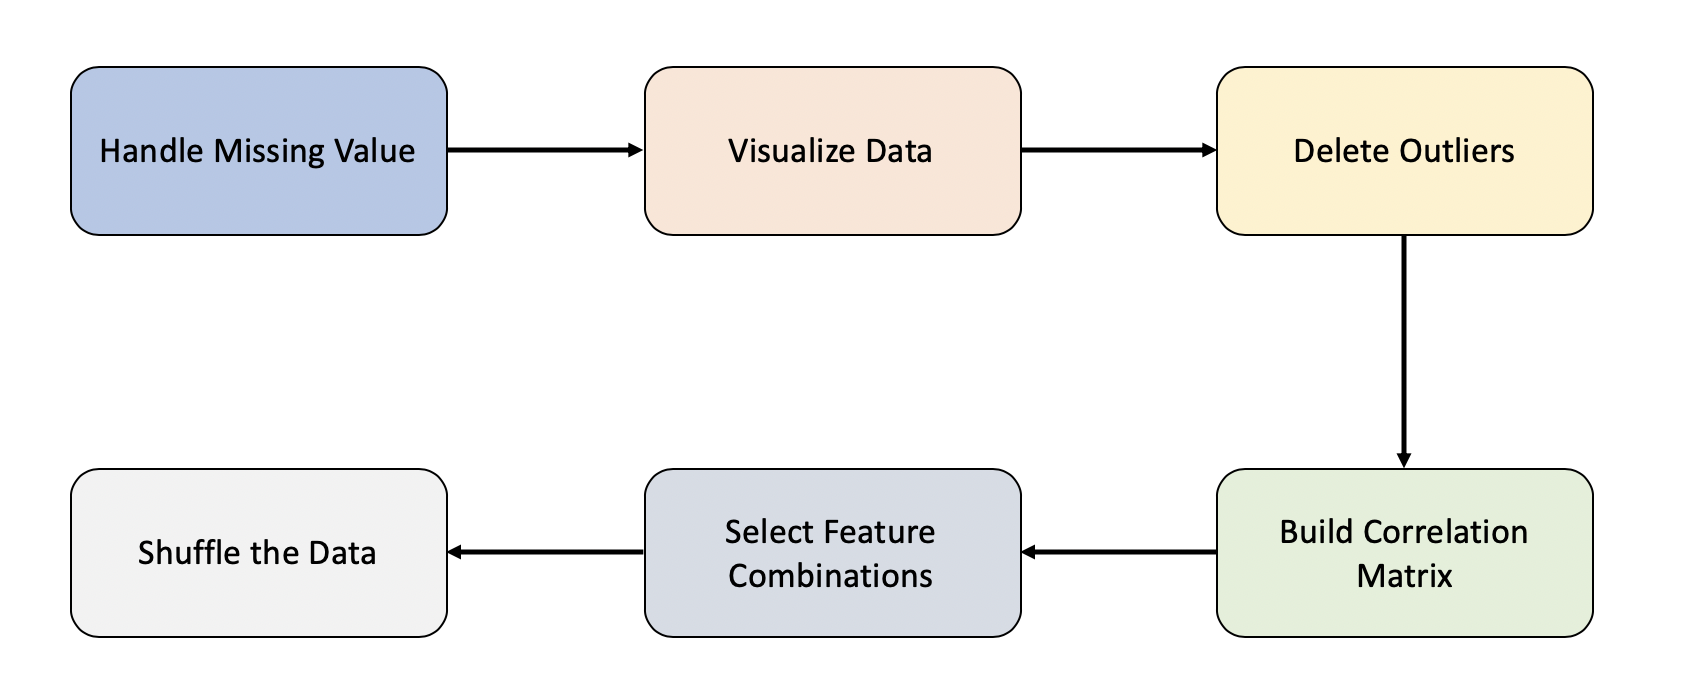 Handle Missing Value
Visualize Data
Delete Outliers
Build Correlation
Matrix
Select Feature
Combinations
Shuffle the Data